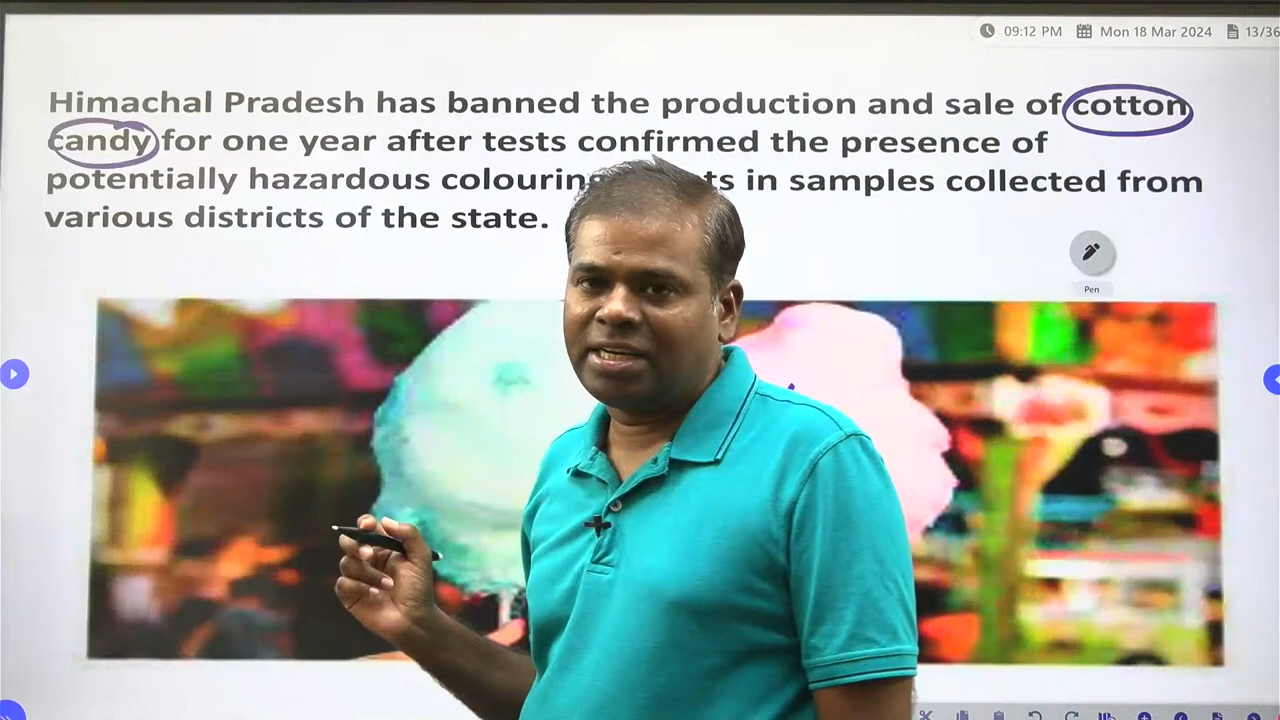 09:12 PM Mon 18 Mar 2024 13/36
Himachal Pradesh has banned the production and sale of cotton
candy for one year after tests confirmed the presence of
potentially hazardous colouring ts in samples collected from
various districts of the state.
Pen